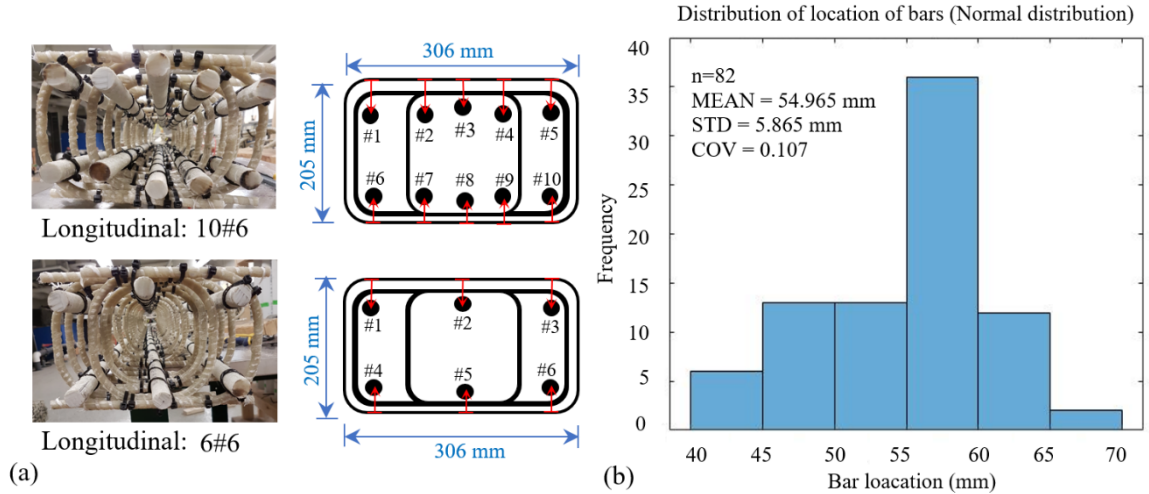 306 mm
205 mm
#1
#2
#3
#4
#5
#6
#7
#8
#9
#10
Longitudinal: 10#6
205 mm
#1
#2
#3
#4
#5
#6
306 mm
Longitudinal: 6#6
(a)
Distribution of location of bars (Normal distribution)
n=82
MEAN = 54.965 mm
STD = 5.865 mm
COV = 0.107
Frequency
40
35
30
25
20
15
10
5
0
40 45 50 55 60 65 70
Bar loacation (mm)
(b)